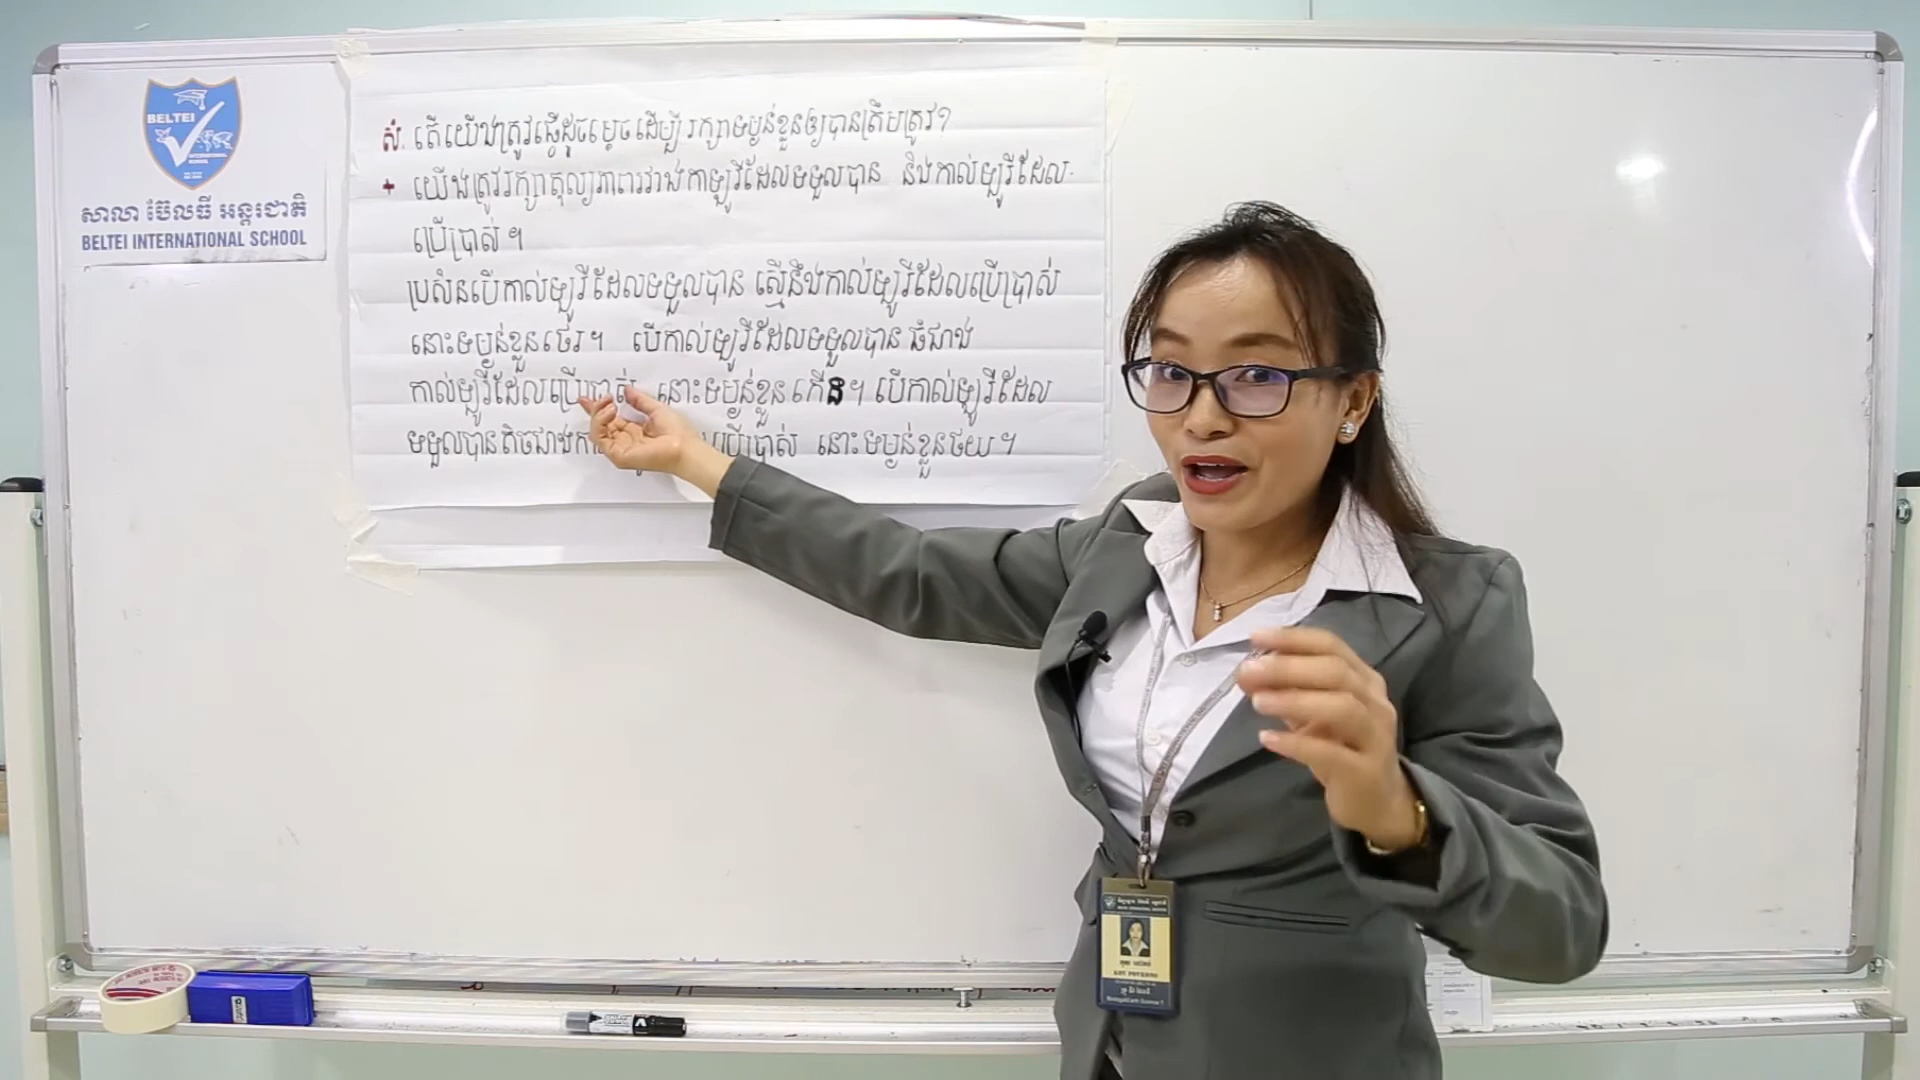 BELTEI
INTERNATIONAL
SCHOOL
សាលា ប៊ែលធី អន្តរជាតិ
BELTEI INTERNATIONAL SCHOOL
សំ. តើយើងត្រូវធ្វើដូចម្តេចដើម្បីរក្សាទម្ងន់ខ្លួនឲ្យបានត្រឹមត្រូវ?
+ យើងត្រូវរក្សាតុល្យភាពរវាង់កាឡូរីដែលទទួលបាន និងកាល់ឡូរីដែល
ប្រើប្រាស់ ។
ប្រសិនបើកាល់ឡូរីដែលទទួលបាន ស្មើនឹងកាល់ឡូរីដែលប្រើប្រាស់
នោះទម្ងន់ខ្លួនថេរ។ បើកាល់ឡូរីដែលទទួលបាន ធំជាង
កាល់ឡូរីដែលប្រើប្រាស់ នោះទម្ងន់ខ្លួនកើន។ បើកាល់ឡូរីដែល
ទទួលបានតិចជាង ប្រើប្រាស់ នោះទម្ងន់ខ្លួនថយ។